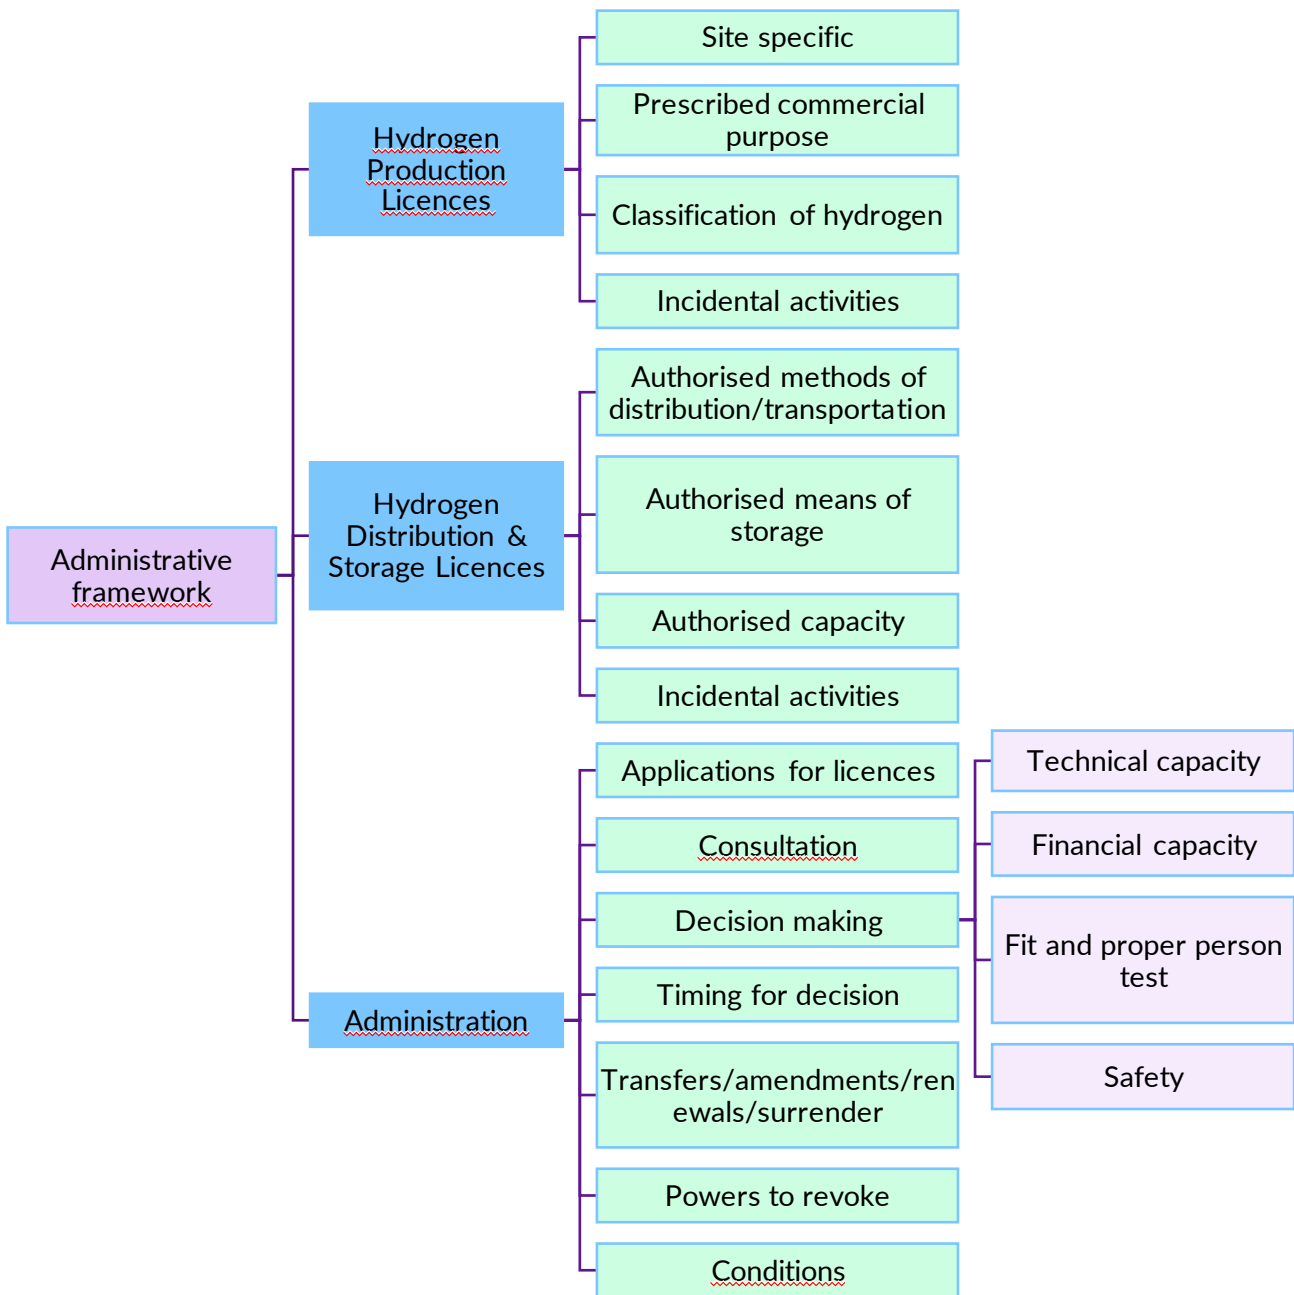 Administrative
framework
Hydrogen
Production
Licences
Site specific
Prescribed commercial
purpose
Classification of hydrogen
Incidental activities
Hydrogen
Distribution &
Storage Licences
Authorised methods of
distribution/transportation
Authorised means of
storage
Authorised capacity
Incidental activities
Administration
Applications for licences
Consultation
Decision making
Technical capacity
Financial capacity
Fit and proper person
test
Safety
Timing for decision
Transfers/amendments/ren
ewals/surrender
Powers to revoke
Conditions